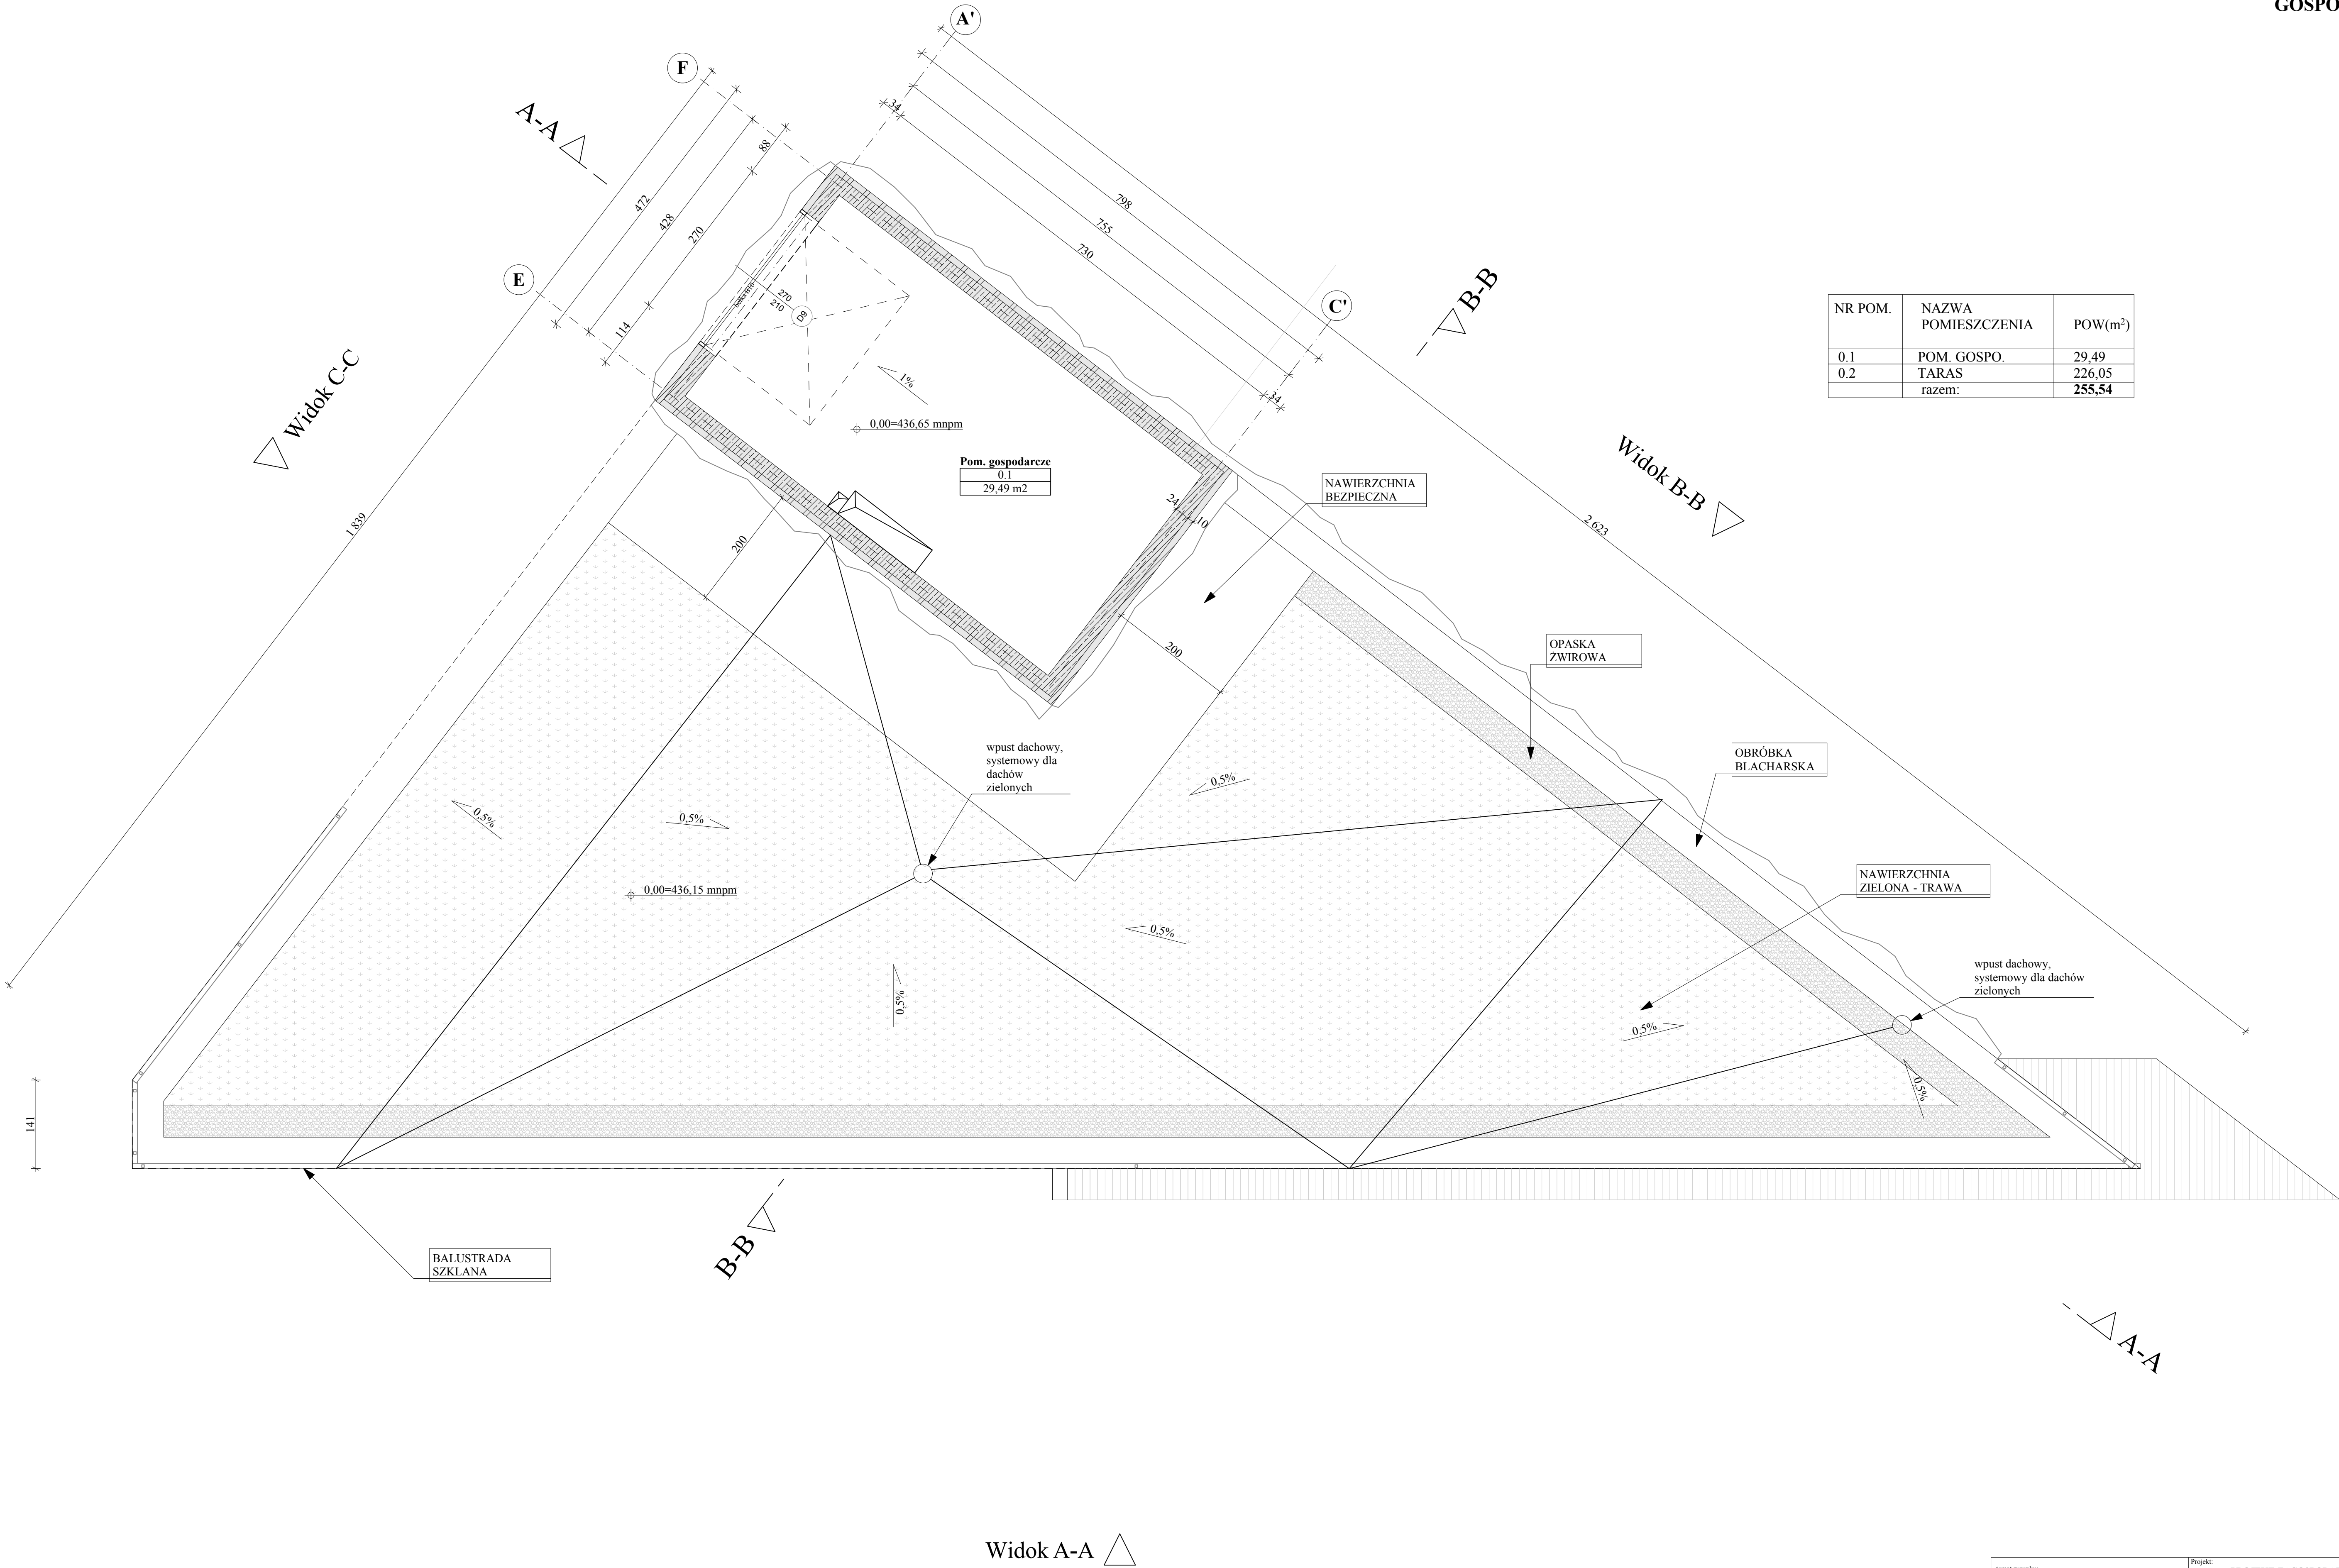 GOSPO
A'
F
A-A
34
88
472
428
270
798
755
730
E
114
270
210
D9
1%
0,00=436,65 mnpm
Pom. gospodarcze
0.1
29,49 m2
C'
B-B
34
24
10
NR POM. NAZWA POMIESZCZENIA POW(m²)
0.1 POM. GOSPO. 29,49
0.2 TARAS 226,05
razem: 255,54
Widok C-C
Widok B-B
NAWIERZCHNIA
BEZPIECZNA
1 839
2 623
200
200
OPASKA
ŻWIROWA
OBRÓBKA
BLACHARSKA
wpust dachowy,
systemowy dla
dachów
zielonych
0,5%
0,5%
0,5%
0,00=436,15 mnpm
0,5%
NAWIERZCHNIA
ZIELONA - TRAWA
wpust dachowy,
systemowy dla dachów
zielonych
0,5%
0,5%
0,5%
141
BALUSTRADA
SZKLANA
B-B
A-A
Widok A-A
Projekt: